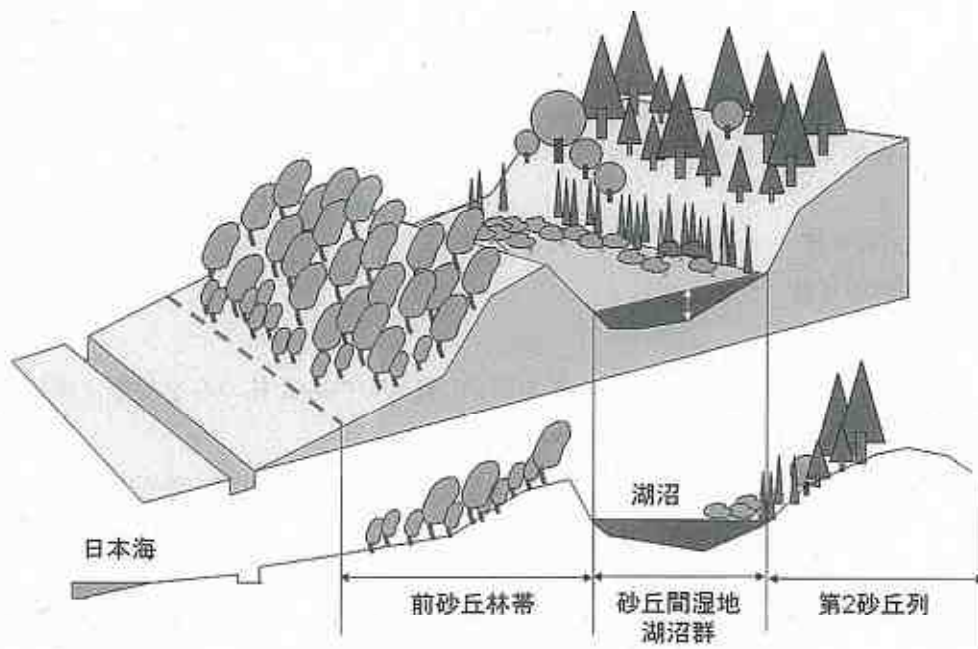 湖沼
日本海
前砂丘林帯
砂丘間湿地
湖沼群
第2砂丘列